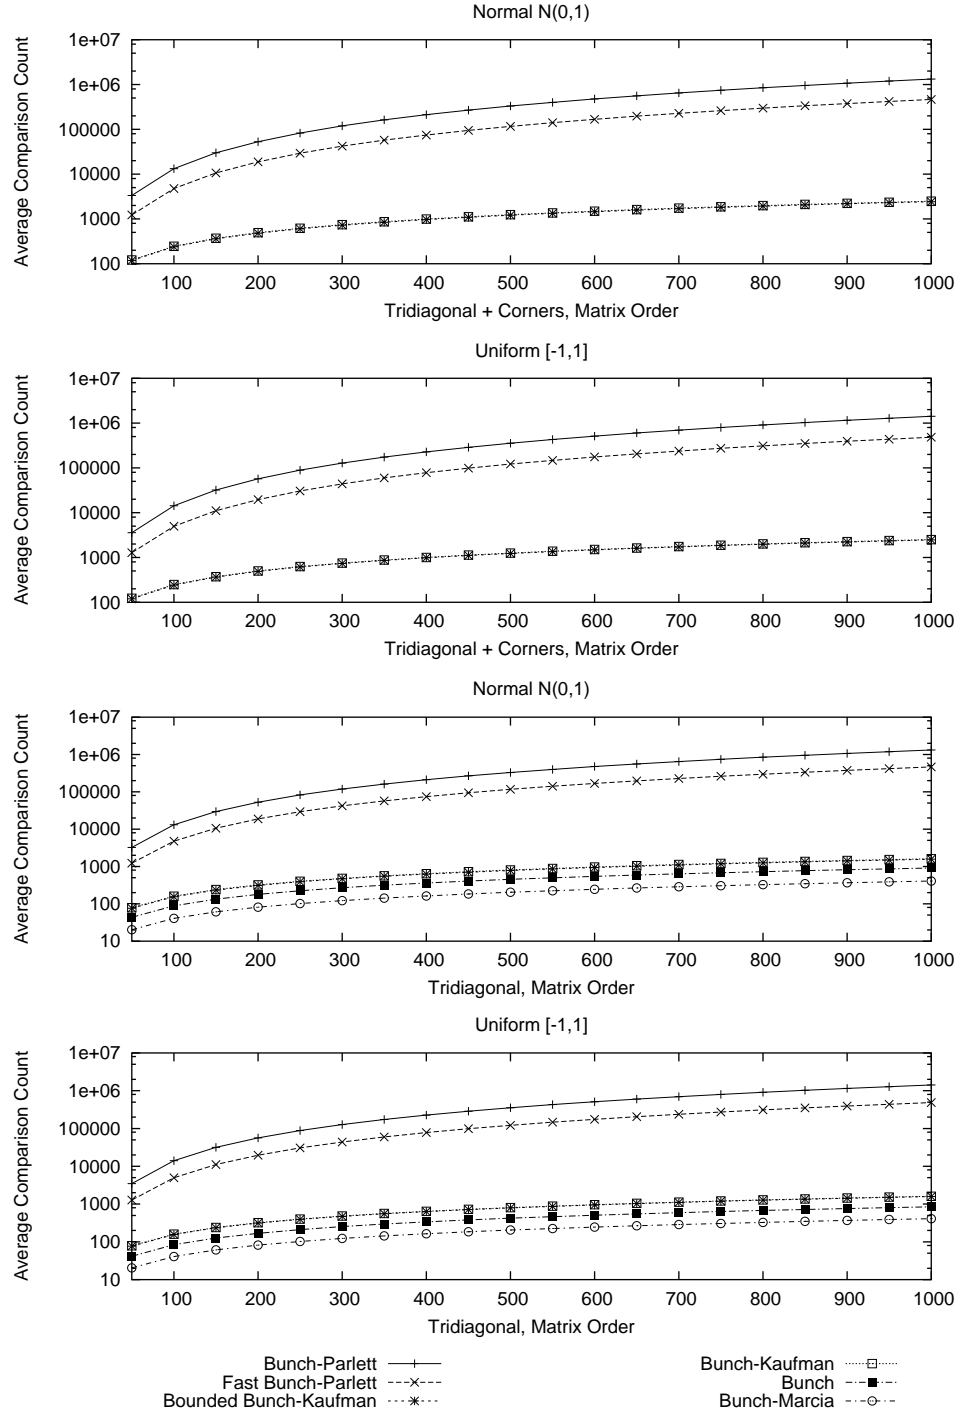 Normal N(0,1)
1e+07
1e+06
100000
10000
1000
100
Average Comparison Count
100 200 300 400 500 600 700 800 900 1000
Tridiagonal + Corners, Matrix Order
Uniform [-1,1]
1e+07
1e+06
100000
10000
1000
100
Average Comparison Count
100 200 300 400 500 600 700 800 900 1000
Tridiagonal + Corners, Matrix Order
Normal N(0,1)
1e+07
1e+06
100000
10000
1000
100
10
Average Comparison Count
100 200 300 400 500 600 700 800 900 1000
Tridiagonal, Matrix Order
Uniform [-1,1]
1e+07
1e+06
100000
10000
1000
100
10
Average Comparison Count
100 200 300 400 500 600 700 800 900 1000
Tridiagonal, Matrix Order
Bunch-Parlett
Fast Bunch-Parlett
Bounded Bunch-Kaufman
Bunch-Kaufman
Bunch
Bunch-Marcia